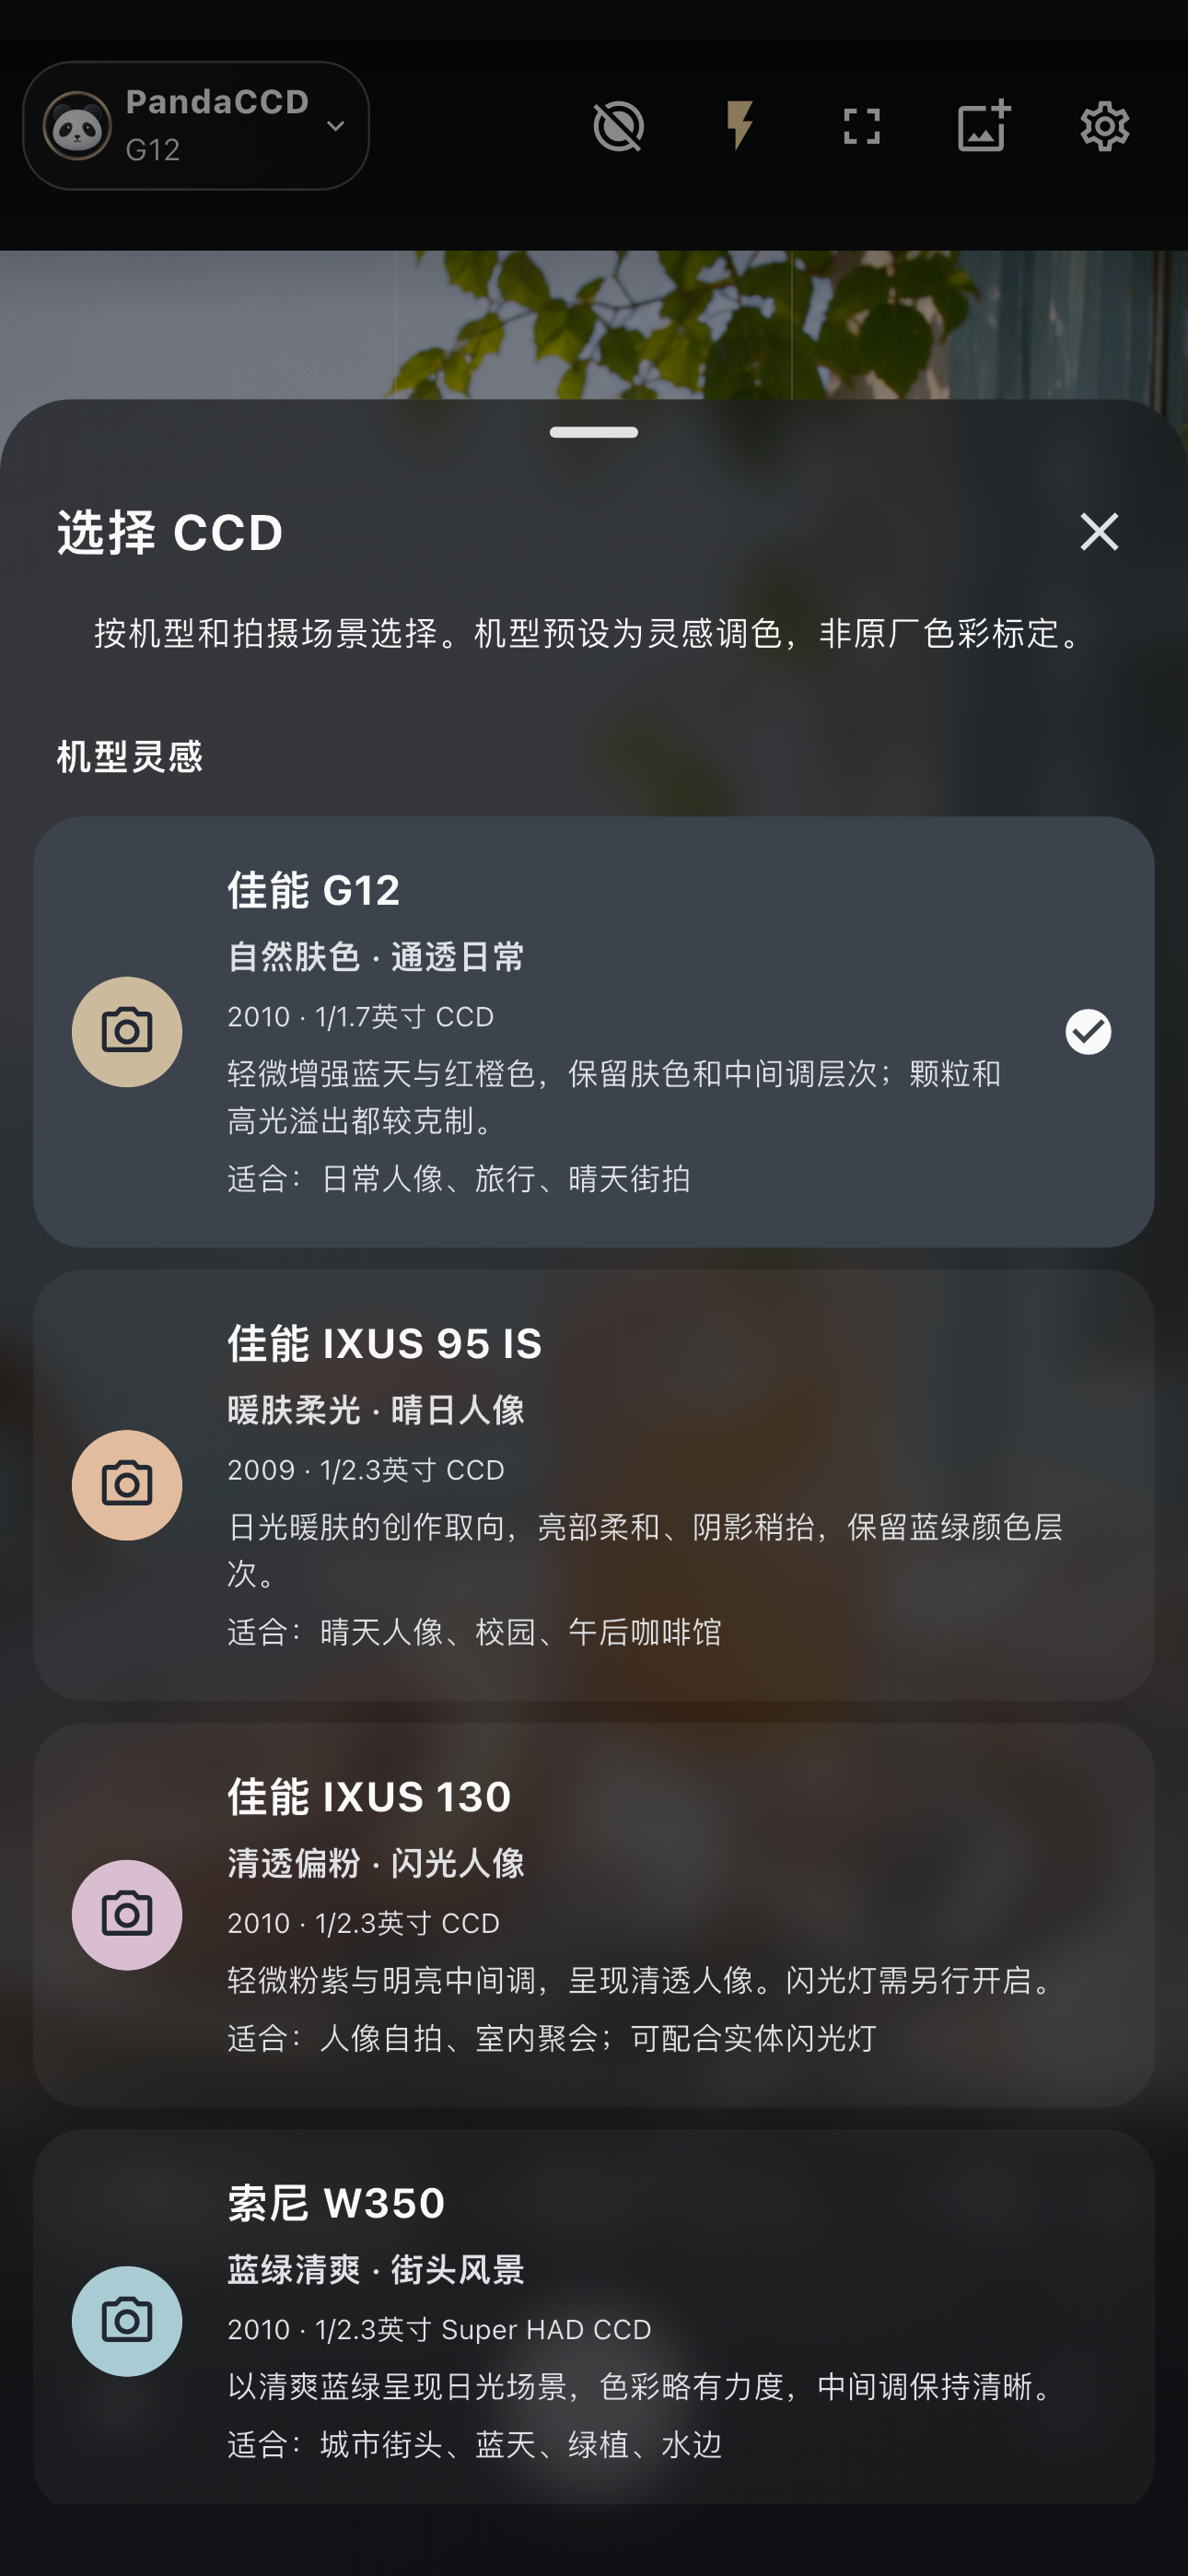 PandaCCD
G12
选择 CCD
按机型和拍摄场景选择。机型预设为灵感调色，非原厂色彩标定。
机型灵感
佳能 G12
自然肤色 · 通透日常
2010 · 1/1.7英寸 CCD
轻微增强蓝天与红橙色，保留肤色和中间调层次；颗粒和
高光溢出都较克制。
适合：日常人像、旅行、晴天街拍
佳能 IXUS 95 IS
暖肤柔光 · 晴日人像
2009 · 1/2.3英寸 CCD
日光暖肤的创作取向，亮部柔和、阴影稍抬，保留蓝绿颜色层
次。
适合：晴天人像、校园、午后咖啡馆
佳能 IXUS 130
清透偏粉 · 闪光人像
2010 · 1/2.3英寸 CCD
轻微粉紫与明亮中间调，呈现清透人像。闪光灯需另行开启。
适合：人像自拍、室内聚会；可配合实体闪光灯
索尼 W350
蓝绿清爽 · 街头风景
2010 · 1/2.3英寸 Super HAD CCD
以清爽蓝绿呈现日光场景，色彩略有力度，中间调保持清晰。
适合：城市街头、蓝天、绿植、水边